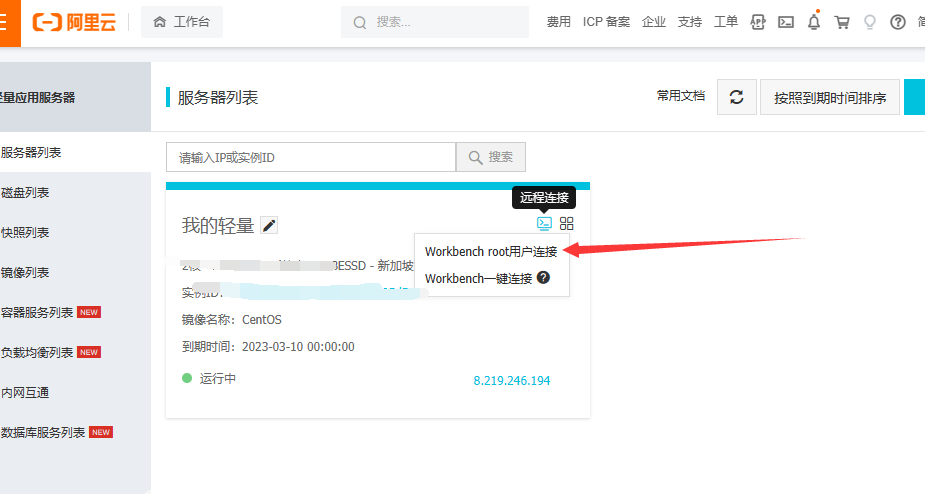 阿里云 工作台 搜索... 费用 ICP 备案 企业 支持 工单
轻量应用服务器
服务器列表 常用文档 按照到期时间排序
服务器列表
请输入IP或实例ID 搜索
磁盘列表
远程连接
我的轻量
快照列表
Workbench root用户连接
ESSD - 新加坡
镜像列表
Workbench一键连接 ?
实例ID:
容器服务列表 NEW
镜像名称: CentOS
负载均衡列表 NEW
到期时间: 2023-03-10 00:00:00
运行中 8.219.246.194
内网互通
数据库服务列表 NEW